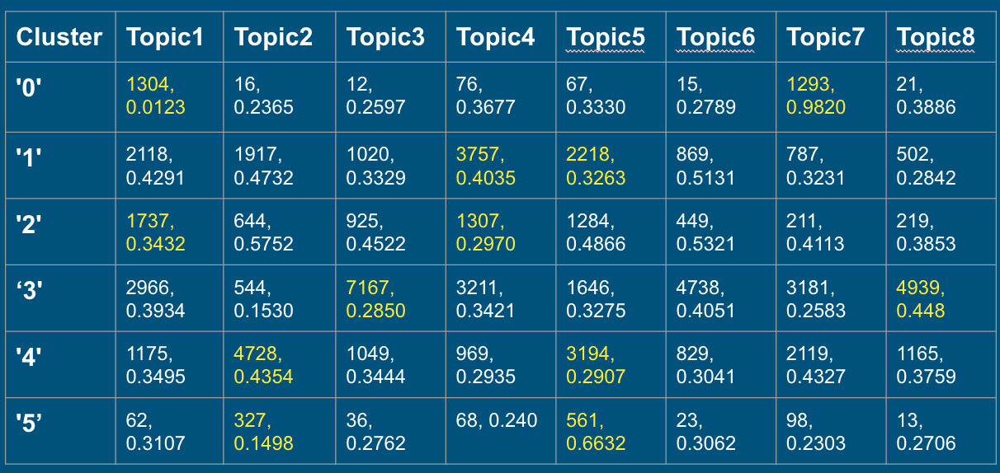 Cluster Topic1 Topic2 Topic3 Topic4 Topic5 Topic6 Topic7 Topic8
'0' 1304, 0.0123 16, 0.2365 12, 0.2597 76, 0.3677 67, 0.3330 15, 0.2789 1293, 0.9820 21, 0.3886
'1' 2118, 0.4291 1917, 0.4732 1020, 0.3329 3757, 0.4035 2218, 0.3263 869, 0.5131 787, 0.3231 502, 0.2842
'2' 1737, 0.3432 644, 0.5752 925, 0.4522 1307, 0.2970 1284, 0.4866 449, 0.5321 211, 0.4113 219, 0.3853
‘3' 2966, 0.3934 544, 0.1530 7167, 0.2850 3211, 0.3421 1646, 0.3275 4738, 0.4051 3181, 0.2583 4939, 0.448
'4' 1175, 0.3495 4728, 0.4354 1049, 0.3444 969, 0.2935 3194, 0.2907 829, 0.3041 2119, 0.4327 1165, 0.3759
'5’ 62, 0.3107 327, 0.1498 36, 0.2762 68, 0.240 561, 0.6632 23, 0.3062 98, 0.2303 13, 0.2706